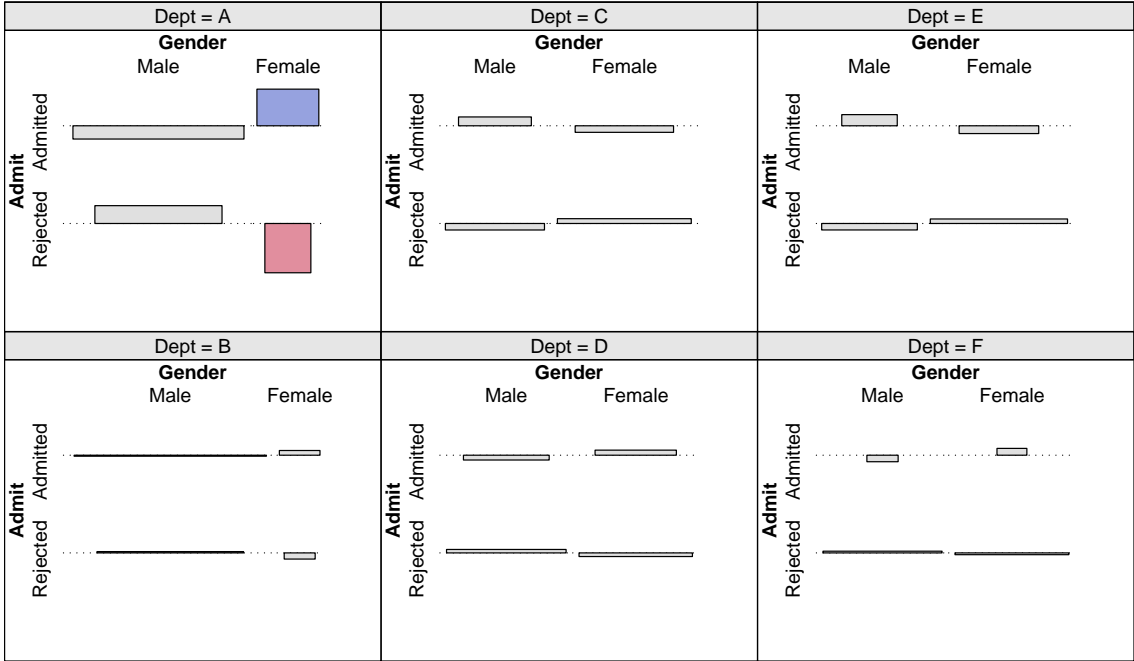 Dept = A
Gender
Male Female
Admit
Admitted
Rejected
Dept = C
Gender
Male Female
Admit
Admitted
Rejected
Dept = E
Gender
Male Female
Admit
Admitted
Rejected
Dept = B
Gender
Male Female
Admit
Admitted
Rejected
Dept = D
Gender
Male Female
Admit
Admitted
Rejected
Dept = F
Gender
Male Female
Admit
Admitted
Rejected